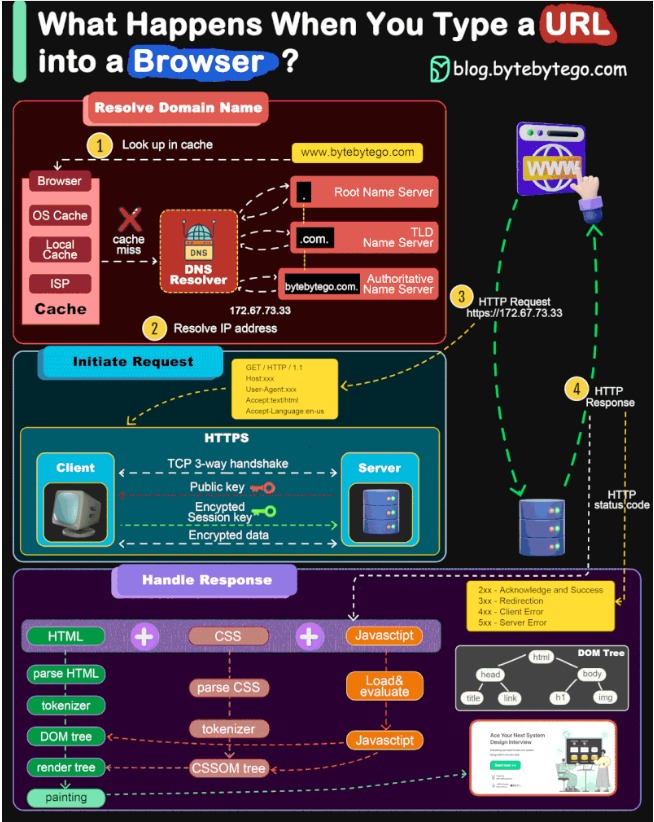 What Happens When You Type a URL
into a Browser ?
blog.bytebytego.com
Resolve Domain Name
1
Look up in cache
www.bytebytego.com
Browser
OS Cache
Local
Cache
ISP
Cache
cache
miss
DNS
DNS
Resolver
.
Root Name Server
.com.
TLD
Name Server
bytebytego.com.
Authoritative
Name Server
172.67.73.33
2
Resolve IP address
WWW
3
HTTP Request
https://172.67.73.33
4
HTTP
Response
HTTP
status code
Initiate Request
GET / HTTP / 1.1
Host:xxx
User-Agent:xxx
Accept:text/html
Accept-Language:en-us
HTTPS
Client
Server
TCP 3-way handshake
Public key
Encypted
Session key
Encrypted data
Handle Response
2xx - Acknowledge and Success
3xx - Redirection
4xx - Client Error
5xx - Server Error
HTML
+
CSS
+
Javasctipt
parse HTML
tokenizer
DOM tree
render tree
painting
parse CSS
tokenizer
CSSOM tree
Load&
evaluate
Javasctipt
DOM Tree
html
head
body
title
link
h1
img
Ace Your Next System
Design Interview